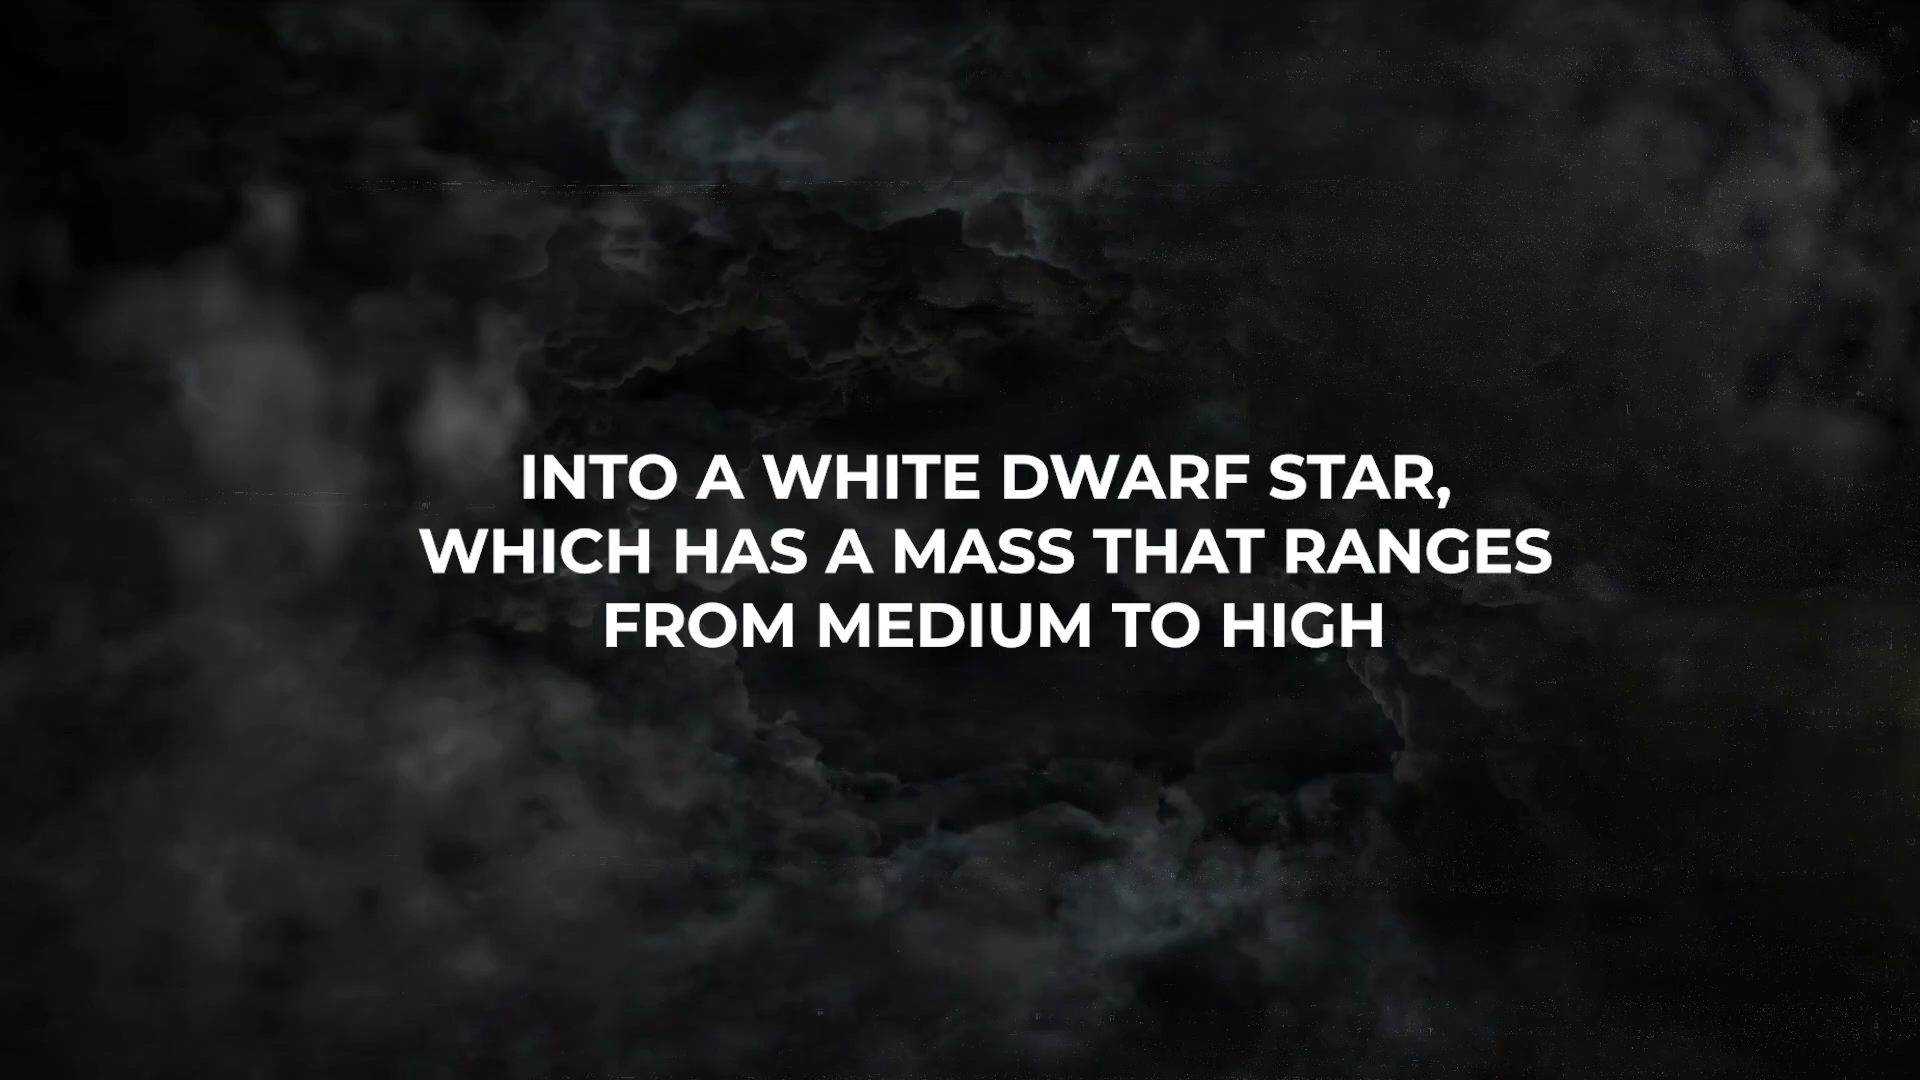 INTO A WHITE DWARF STAR,
WHICH HAS A MASS THAT RANGES
FROM MEDIUM TO HIGH